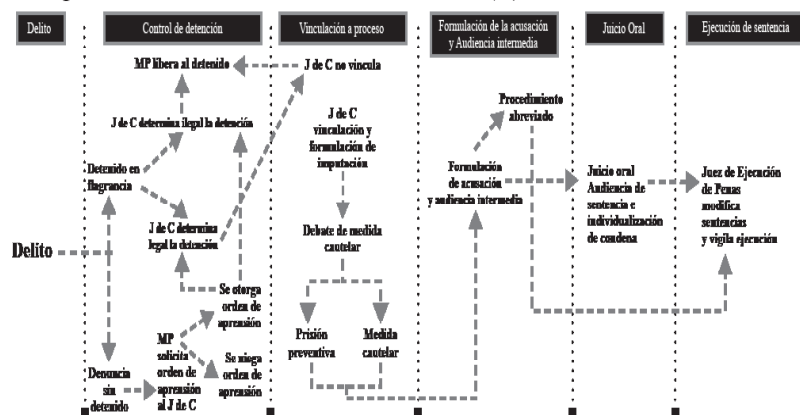 Delito
Control de detención
Vinculación a proceso
Formulación de la acusación
y Audiencia intermedia
Juicio Oral
Ejecución de sentencia
MP libera al detenido
J de C no vincula
J de C determina ilegal la detención
Detenido en
flagrancia
J de C determina
legal la detención
Delito
Se otorga
orden de
aprensión
MP
solicita
orden de
aprensión
al J de C
Se niega
orden de
aprensión
Denuncia
sin
detenido
J de C
vinculación y
formulación de
imputación
Debate de medida
cautelar
Prisión
preventiva
Medida
cautelar
Procedimiento
abreviado
Formulación
de acusación
y audiencia intermedia
Juicio oral
Audiencia de
sentencia e
individualización
de condena
Juez de Ejecución
de Penas
modifica
sentencias
y vigila ejecución